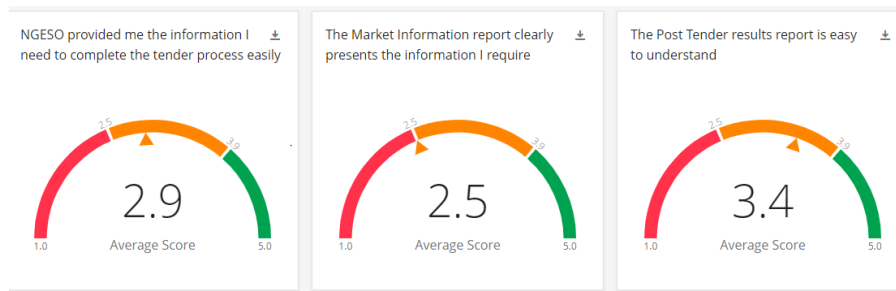 NGESO provided me the information I
need to complete the tender process easily
2.5
3.9
2.9
1.0
Average Score
5.0
The Market Information report clearly
presents the information I require
2.5
3.9
2.5
1.0
Average Score
5.0
The Post Tender results report is easy
to understand
2.5
3.9
3.4
1.0
Average Score
5.0